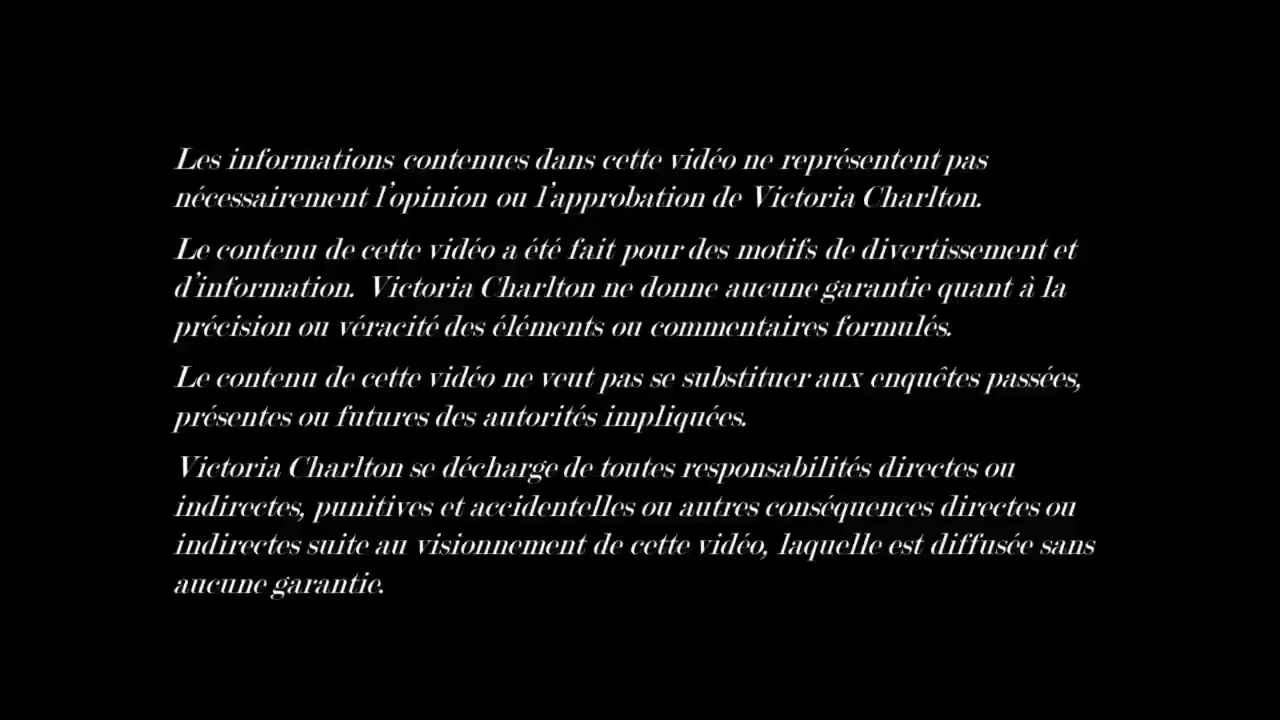 Les informations contenues dans cette vidéo ne représentent pas
nécessairement l'opinion ou l'approbation de Victoria Charlton.
Le contenu de cette vidéo a été fait pour des motifs de divertissement et
d'information. Victoria Charlton ne donne aucune garantie quant à la
précision ou véracité des éléments ou commentaires formulés.
Le contenu de cette vidéo ne veut pas se substituer aux enquêtes passées,
présentes ou futures des autorités impliquées.
Victoria Charlton se décharge de toutes responsabilités directes ou
indirectes, punitives et accidentelles ou autres conséquences directes ou
indirectes suite au visionnement de cette vidéo, laquelle est diffusée sans
aucune garantie.